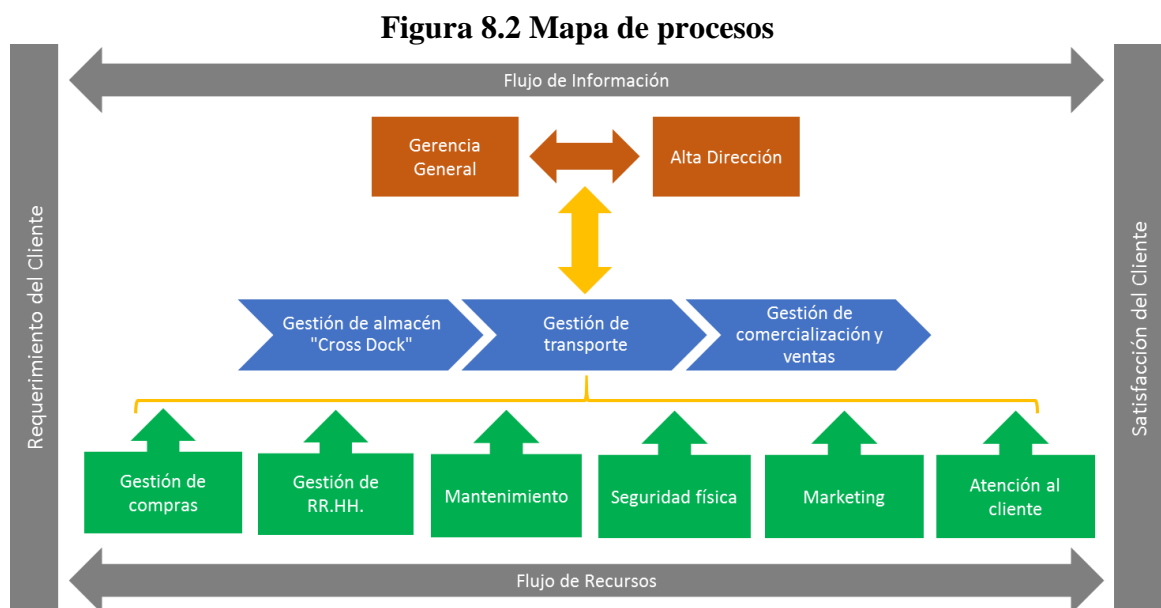 Figura 8.2 Mapa de procesos
Flujo de Información
Requerimiento del Cliente
Gerencia
General
Alta Dirección
Satisfacción del Cliente
Gestión de almacén
"Cross Dock"
Gestión de
transporte
Gestión de
comercialización y
ventas
Gestión de
compras
Gestión de
RR.HH.
Mantenimiento
Seguridad física
Marketing
Atención al
cliente
Flujo de Recursos